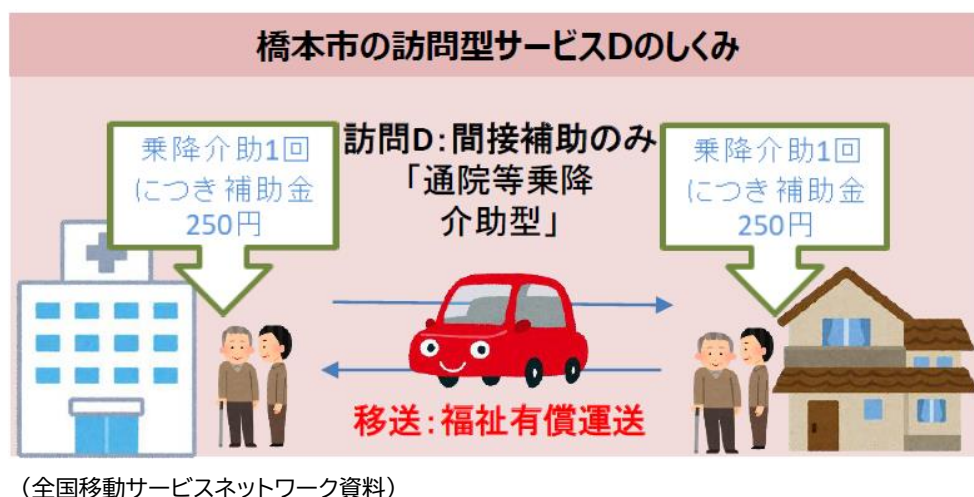 橋本市の訪問型サービスDのしくみ
乗降介助1回
につき補助金
250円
訪問D:間接補助のみ
「通院等乗降
介助型」
乗降介助1回
につき補助金
250円
移送:福祉有償運送
（全国移動サービスネットワーク資料）